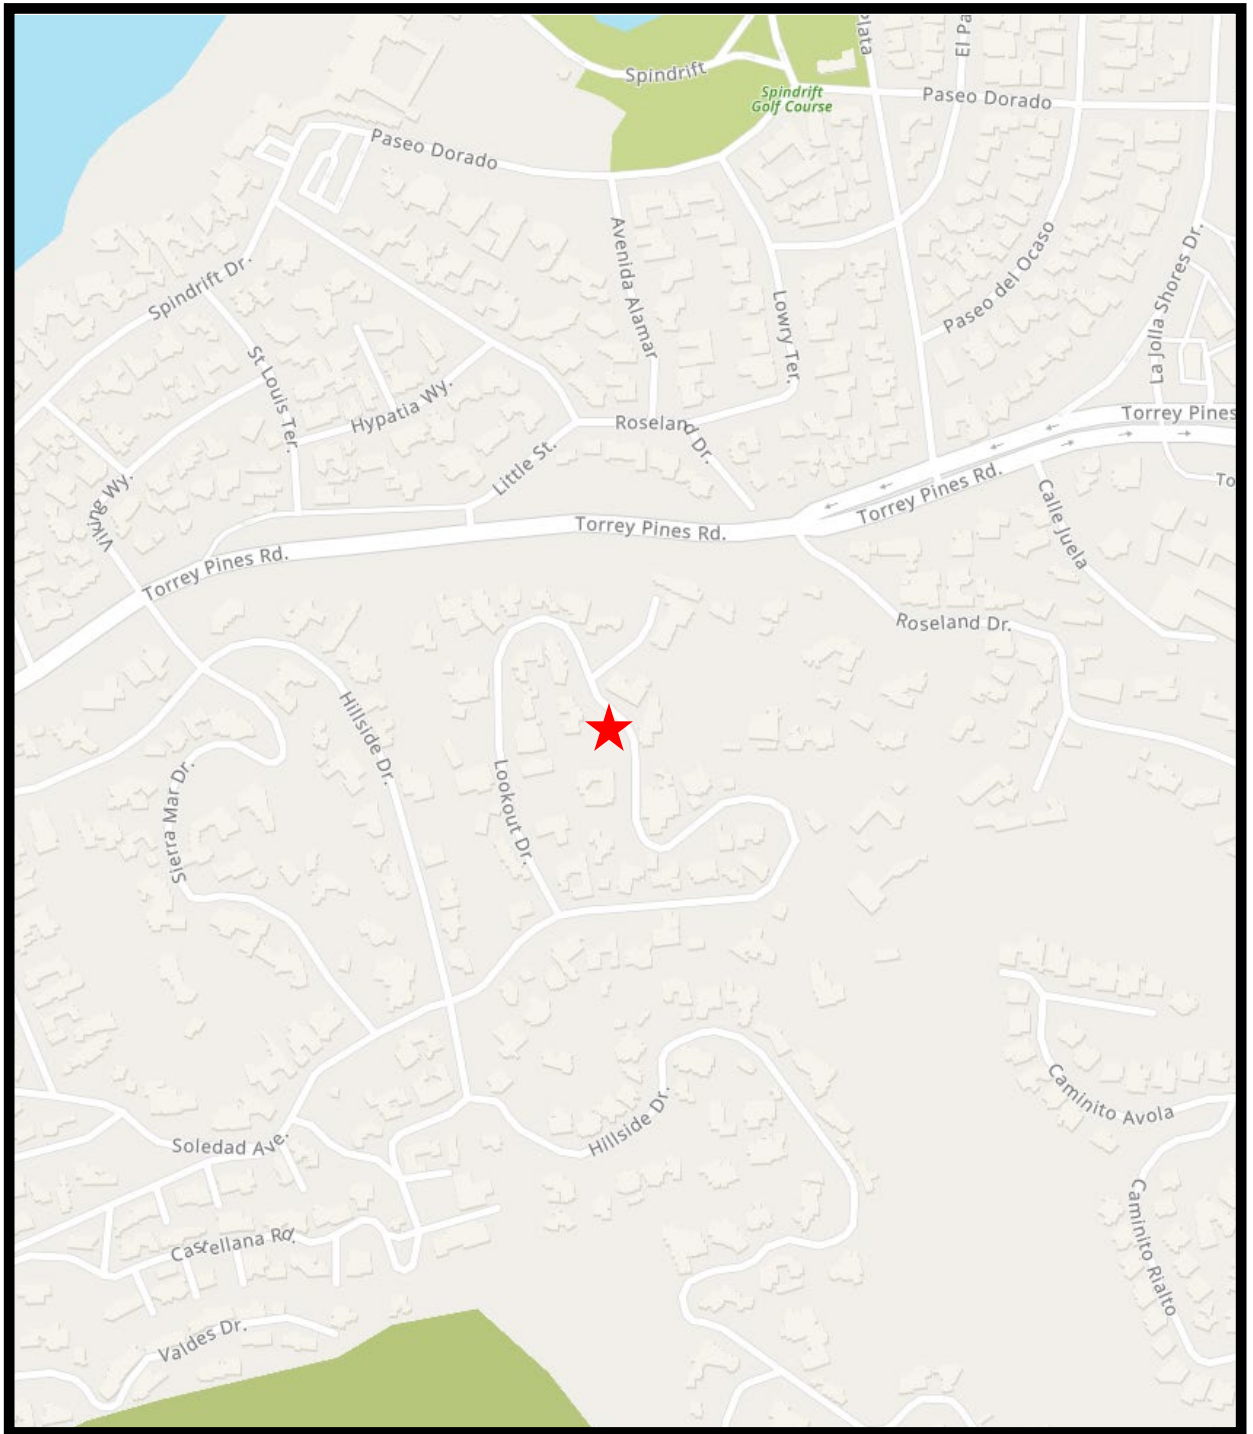 Plata
El Pa
Spindrift
Spindrift
Golf Course
Paseo Dorado
Paseo Dorado
Avenida Alamar
Paseo del Ocaso
La Jolla Shores Dr.
Spindrift Dr.
Lowry Ter.
St Louis Ter.
Hypatia Wy.
Roseland Dr.
Torrey Pines
Little St.
Viking Wy.
Torrey Pines Rd.
To
Calle Juela
Torrey Pines Rd.
Torrey Pines Rd.
Roseland Dr.
Hillside Dr.
Sierra Mar Dr.
Lookout Dr.
Caminito Avola
Hillside Dr.
Soledad Ave.
Castellana Rd.
Caminito Rialto
Valdes Dr.